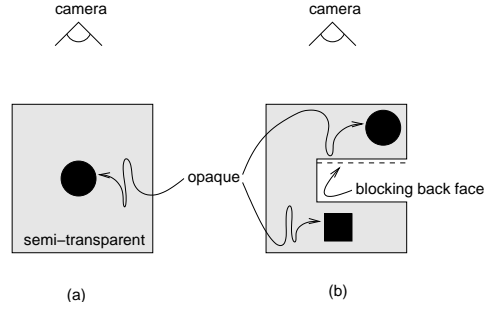 camera
camera
opaque
blocking back face
semi−transparent
(a)
(b)